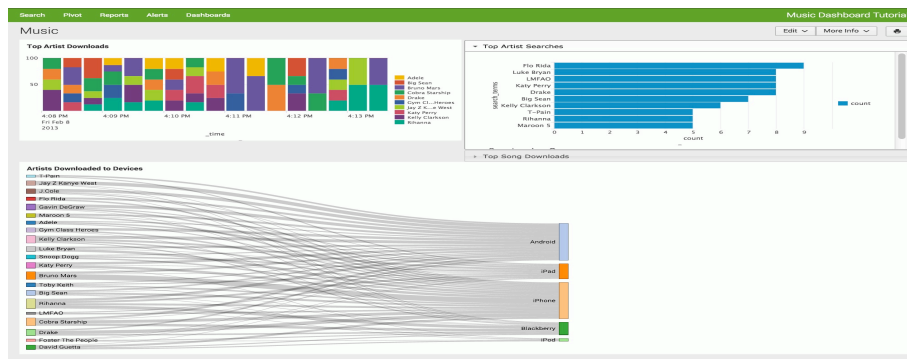 Search Pivot Reports Alerts Dashboards Music Dashboard Tutoria
Music
Edit More Info
Top Artist Downloads
100
50
4:08 PM 4:09 PM 4:10 PM 4:11 PM 4:12 PM 4:13 PM
Fri Feb 8
2013
_time
Adele
Big Sean
Bruno Mars
Cobra Starship
Drake
Gym Cl...Heroes
Jay Z K...e West
Katy Perry
Kelly Clarkson
Rihanna
Top Artist Searches
search_terms
Flo Rida
Luke Bryan
LMFAO
Katy Perry
Drake
Big Sean
Kelly Clarkson
T-Pain
Rihanna
Maroon 5
0 1 2 3 4 5 6 7 8 9
count
count
Top Song Downloads
Artists Downloaded to Devices
T-Pain
Jay Z Kanye West
J.Cole
Flo Rida
Gavin DeGraw
Maroon 5
Adele
Gym Class Heroes
Kelly Clarkson
Luke Bryan
Snoop Dogg
Katy Perry
Bruno Mars
Toby Keith
Big Sean
Rihanna
LMFAO
Cobra Starship
Drake
Foster The People
David Guetta
Android
iPad
iPhone
Blackberry
iPod